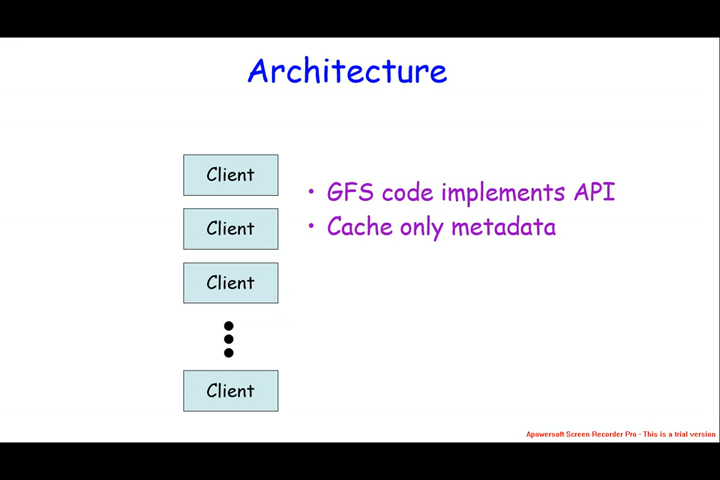 Architecture
Client
• GFS code implements API
Client
• Cache only metadata
Client
Client
Apowersoft Screen Recorder Pro - This is a trial version